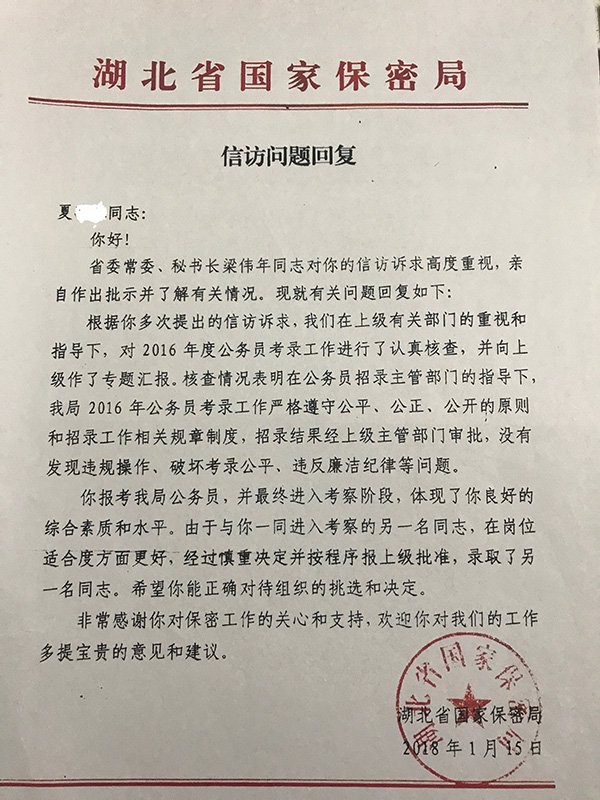 湖北省国家保密局
信访问题回复
夏 同志：
你好！
省委常委、秘书长梁伟年同志对你的信访诉求高度重视，亲
自作出批示并了解有关情况。现就有关问题回复如下：
根据你多次提出的信访诉求，我们在上级有关部门的重视和
指导下，对 2016 年度公务员考录工作进行了认真核查，并向上
级作了专题汇报。核查情况表明在公务员招录主管部门的指导下，
我局 2016 年公务员考录工作严格遵守公平、公正、公开的原则
和招录工作相关规章制度，招录结果经上级主管部门审批，没有
发现违规操作、破坏考录公平、违反廉洁纪律等问题。
你报考我局公务员，并最终进入考察阶段，体现了你良好的
综合素质和水平。由于与你一同进入考察的另一名同志，在岗位
适合度方面更好，经过慎重决定并按程序报上级批准，录取了另
一名同志。希望你能正确对待组织的挑选和决定。
非常感谢你对保密工作的关心和支持，欢迎你对我们的工作
多提宝贵的意见和建议。
湖北省国家保密局
2018 年 1 月 15 日
湖北省国家保密局